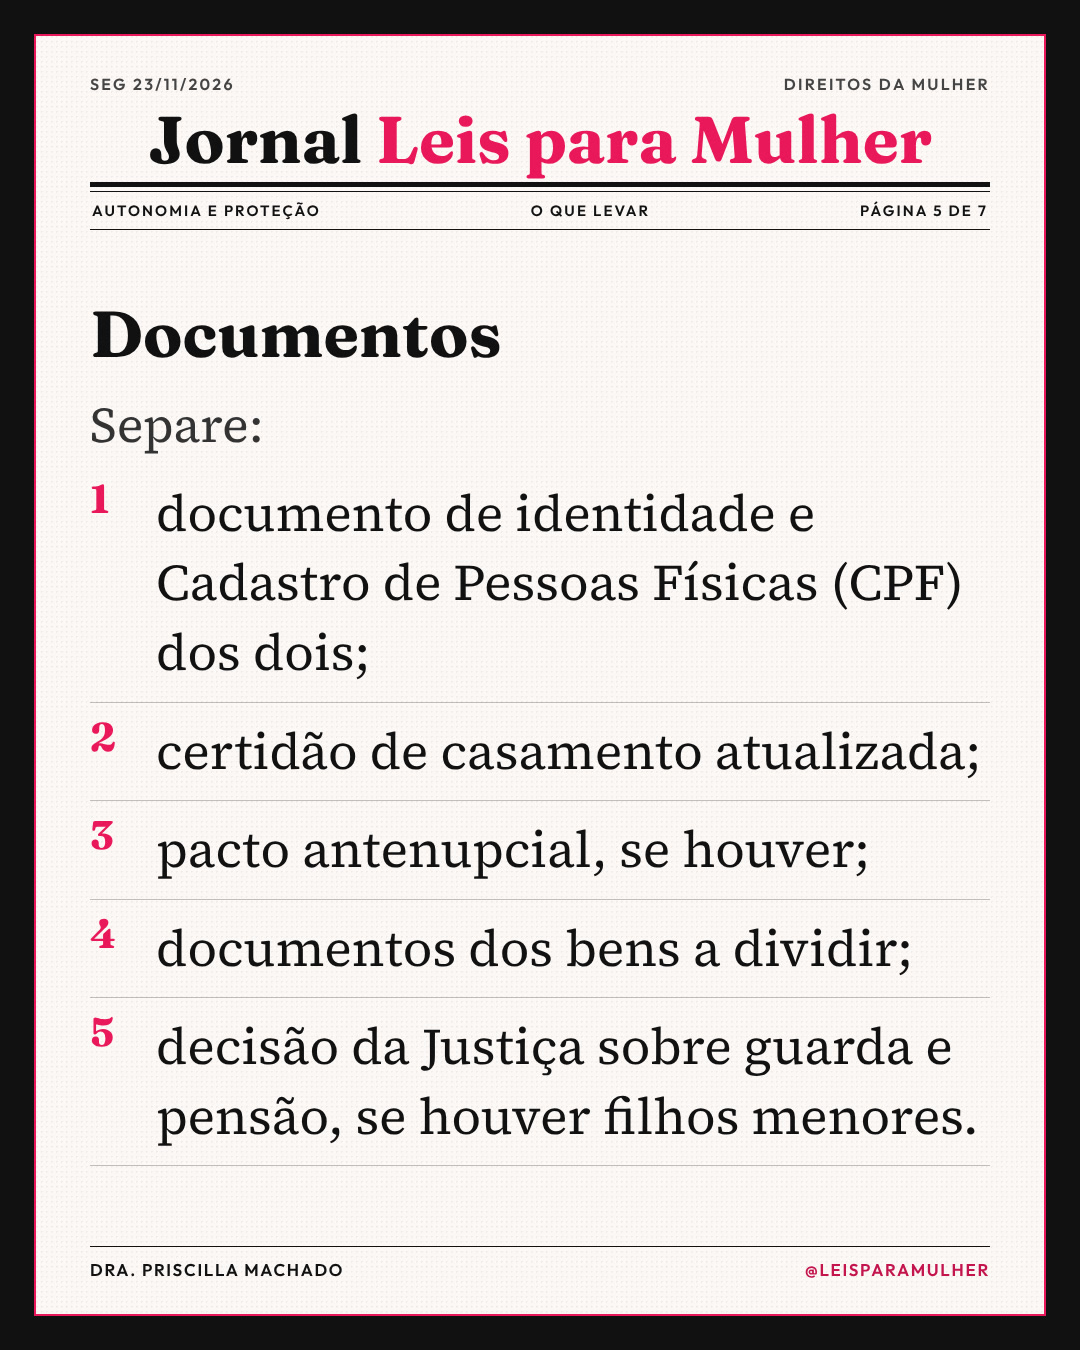 SEG 23/11/2026
DIREITOS DA MULHER
Jornal Leis para Mulher
AUTONOMIA E PROTEÇÃO
O QUE LEVAR
PÁGINA 5 DE 7
Documentos
Separe:
1 documento de identidade e
Cadastro de Pessoas Físicas (CPF)
dos dois;
2 certidão de casamento atualizada;
3 pacto antenupcial, se houver;
4 documentos dos bens a dividir;
5 decisão da Justiça sobre guarda e
pensão, se houver filhos menores.
DRA. PRISCILLA MACHADO
@LEISPARAMULHER